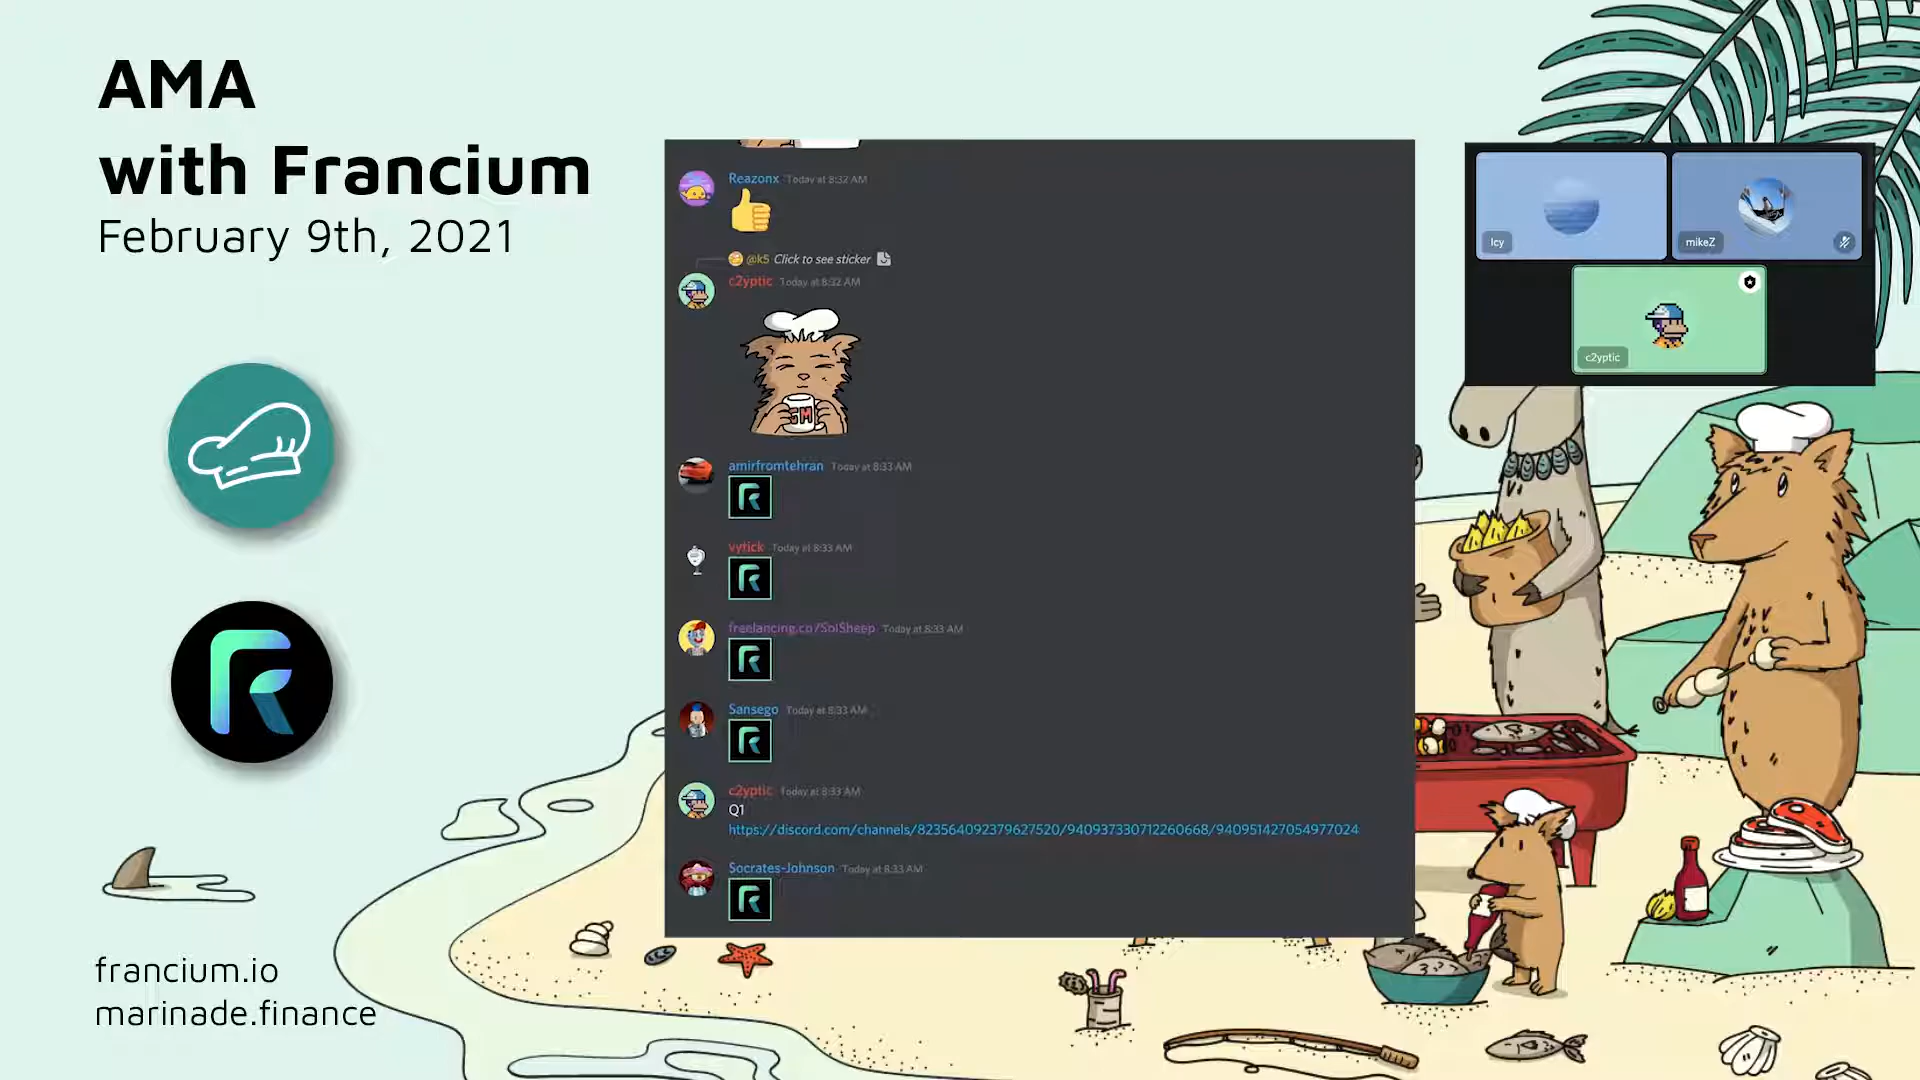 AMA
with Francium
February 9th, 2021
francium.io
marinade.finance
Reazonx Today at 8:32 AM
@k5 Click to see sticker
c2yptic Today at 8:32 AM
GM
amirfromtehran Today at 8:33 AM
vytick Today at 8:33 AM
freelancing.co/SolSheep Today at 8:33 AM
Sansego Today at 8:33 AM
c2yptic Today at 8:33 AM
Q1
https://discord.com/channels/823564092379627520/940937330712260668/940951427054977024
Socrates-Johnson Today at 8:33 AM
Icy
mikeZ
c2yptic